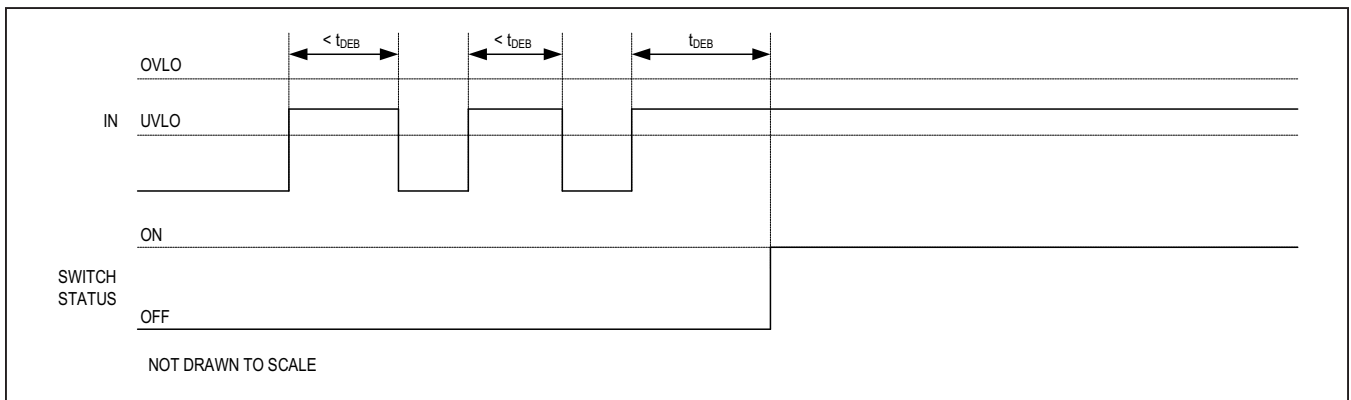 < tDEB
< tDEB
tDEB
OVLO
IN
UVLO
ON
SWITCH
STATUS
OFF
NOT DRAWN TO SCALE